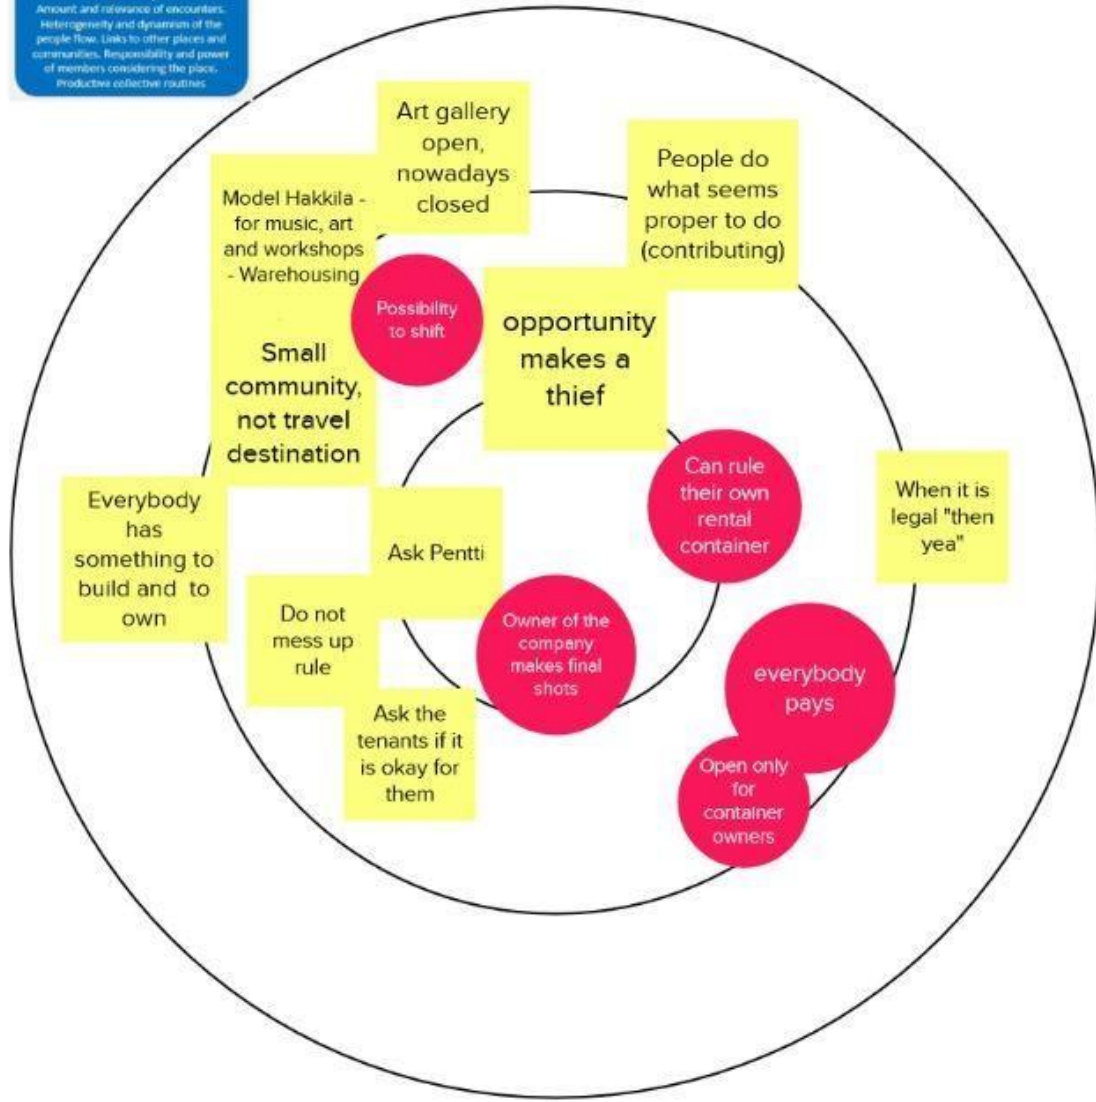 Amount and relevance of encounters.
Heterogeneity and dynamism of the
people flow. Links to other places and
communities. Responsibility and power
of members considering the place.
Productive collective routines
Art gallery
open,
nowadays
closed
People do
what seems
proper to do
(contributing)
Model Hakkila -
for music, art
and workshops
- Warehousing
Possibility
to shift
opportunity
makes a
thief
Small
community,
not travel
destination
Can rule
their own
rental
container
When it is
legal "then
yea"
Everybody
has
something to
build and to
own
Ask Pentti
Do not
mess up
rule
Owner of the
company
makes final
shots
everybody
pays
Ask the
tenants if it
is okay for
them
Open only
for
container
owners